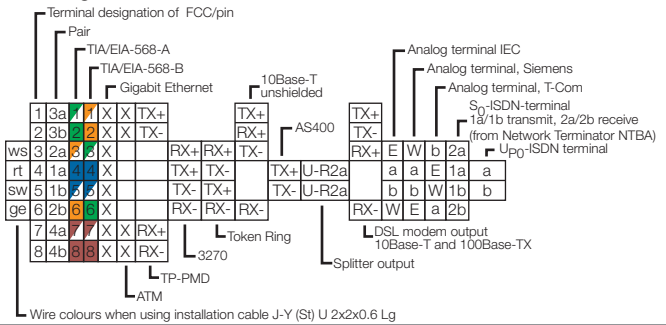 Terminal designation of FCC/pin
Pair
TIA/EIA-568-A
TIA/EIA-568-B
Gigabit Ethernet
10Base-T
unshielded
AS400
Analog terminal IEC
Analog terminal, Siemens
Analog terminal, T-Com
S0-ISDN-terminal
1a/1b transmit, 2a/2b receive
(from Network Terminator NTBA)
UP0-ISDN terminal
1 3a 1 1 X X TX+ TX+ TX+
2 3b 2 2 X X TX- RX+ TX-
ws 3 2a 3 3 X RX+ RX+ TX- RX+ E W b 2a
rt 4 1a 4 4 X TX+ TX+ TX+ U-R2a a a E 1a a
sw 5 1b 5 5 X TX- TX- TX- U-R2a b b W 1b b
ge 6 2b 6 6 X RX- RX- RX- RX- W E a 2b
7 4a 7 7 X X RX+
8 4b 8 8 X X RX-
Token Ring
3270
TP-PMD
ATM
DSL modem output
10Base-T and 100Base-TX
Splitter output
Wire colours when using installation cable J-Y (St) U 2x2x0.6 Lg